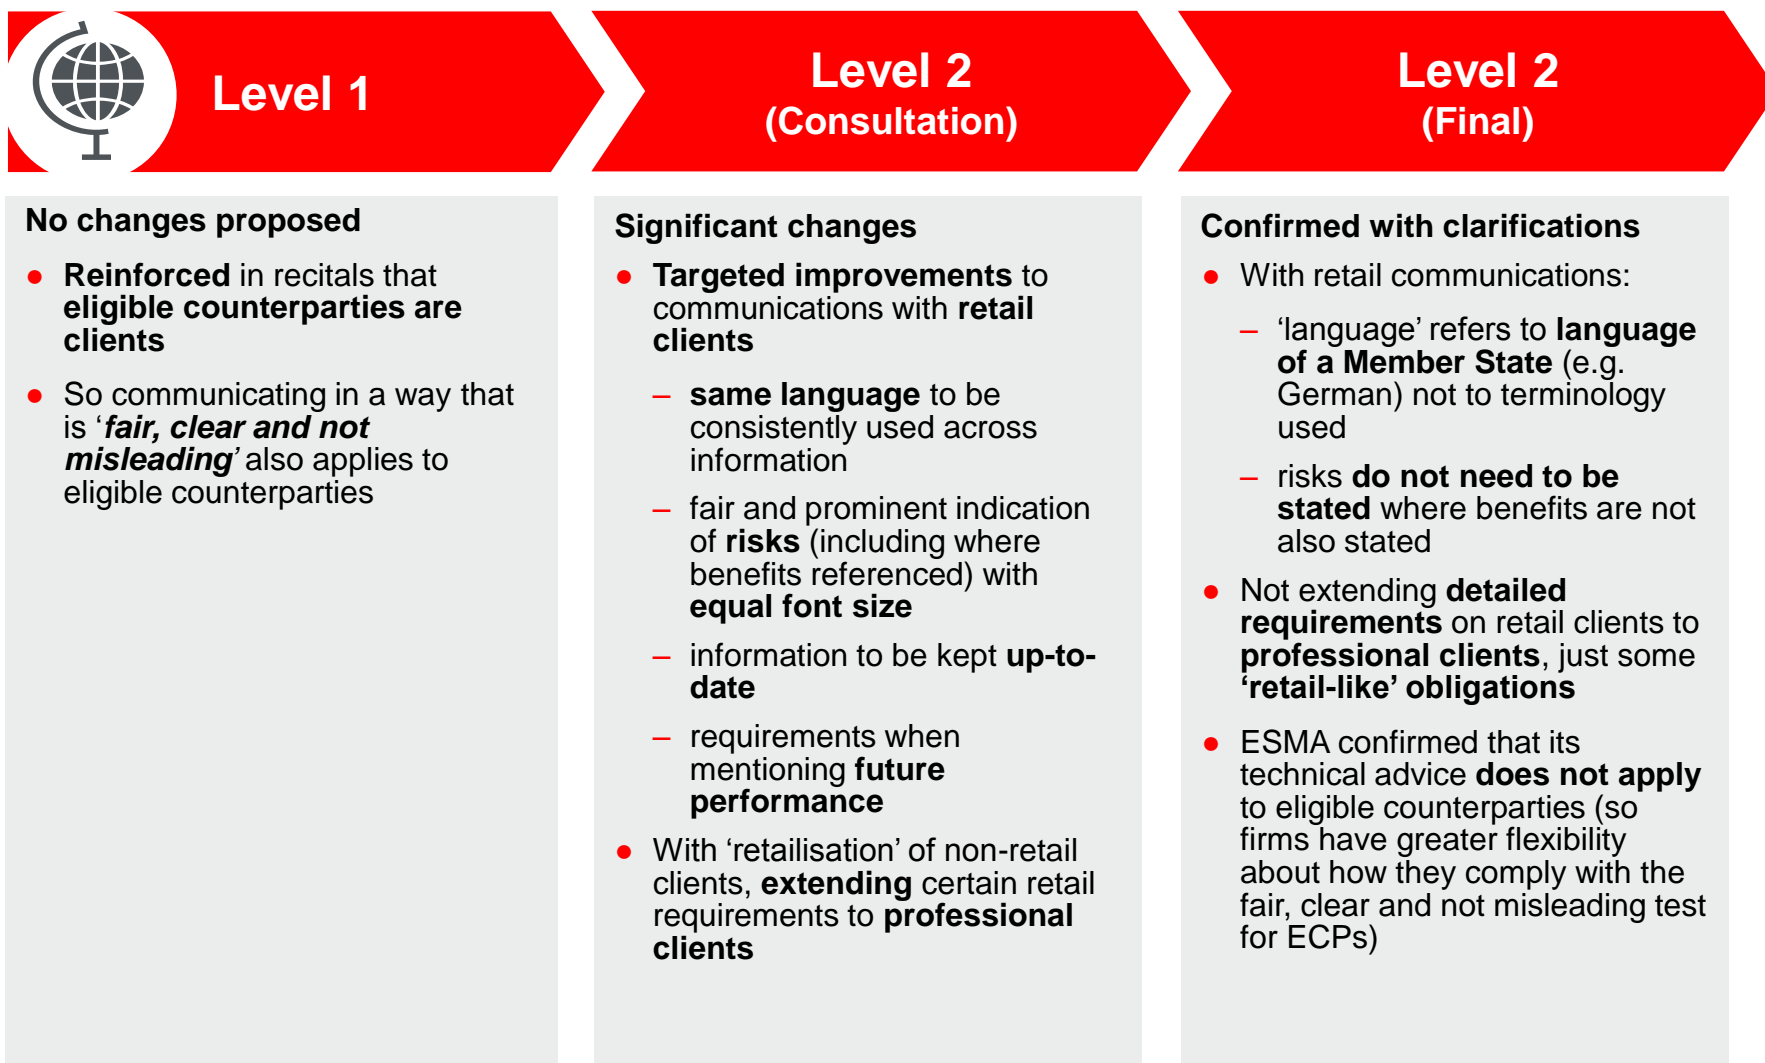 Level 1
Level 2
(Consultation)
Level 2
(Final)
No changes proposed
● Reinforced in recitals that
eligible counterparties are
clients
● So communicating in a way that
is ‘fair, clear and not
misleading’ also applies to
eligible counterparties
Significant changes
● Targeted improvements to
communications with retail
clients
– same language to be
consistently used across
information
– fair and prominent indication
of risks (including where
benefits referenced) with
equal font size
– information to be kept up-to-
date
– requirements when
mentioning future
performance
● With ‘retailisation’ of non-retail
clients, extending certain retail
requirements to professional
clients
Confirmed with clarifications
● With retail communications:
– ‘language’ refers to language
of a Member State (e.g.
German) not to terminology
used
– risks do not need to be
stated where benefits are not
also stated
● Not extending detailed
requirements on retail clients to
professional clients, just some
‘retail-like’ obligations
● ESMA confirmed that its
technical advice does not apply
to eligible counterparties (so
firms have greater flexibility
about how they comply with the
fair, clear and not misleading test
for ECPs)